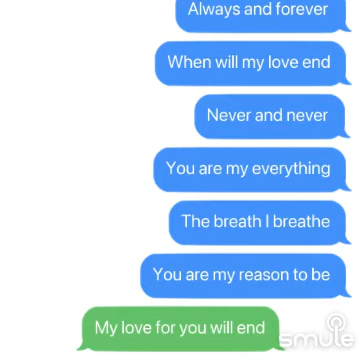 Always and forever
When will my love end
Never and never
You are my everything
The breath I breathe
You are my reason to be
My love for you will end
smule